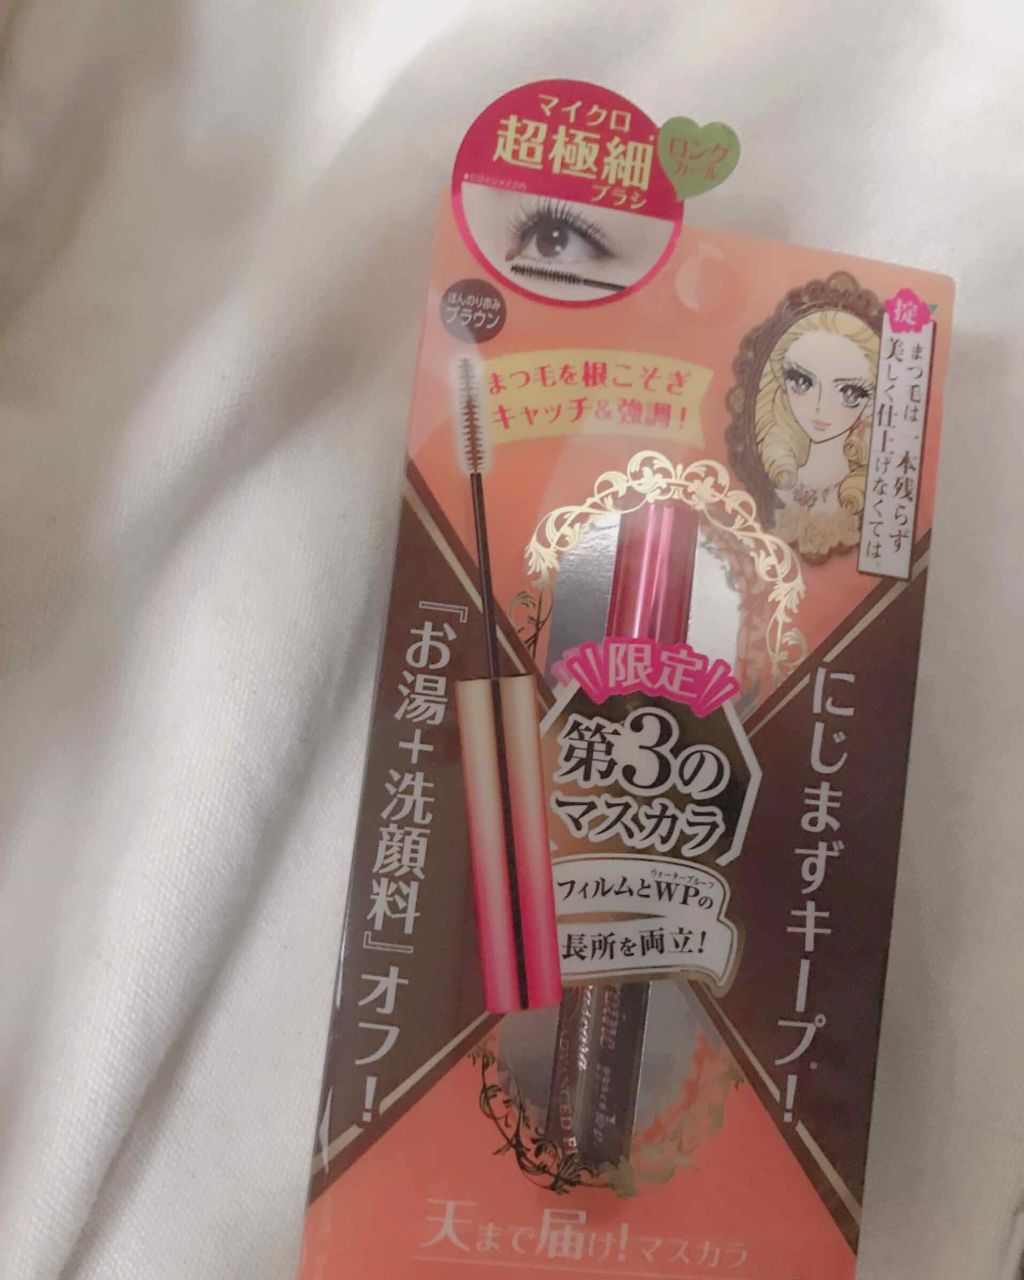 マイクロ
超極細
ブラシ
ロング
カール
ほんのり赤み
ブラウン
まつ毛を根こそぎ
キャッチ&強調!
掟
まつ毛は一本残らず
美しく仕上げなくては。
『お湯+洗顔料』オフ!
にじまずキープ*!
限定
第3の
マスカラ
ウォータープルーフ
フィルムとWPの
長所を両立!
天まで届け!マスカラ